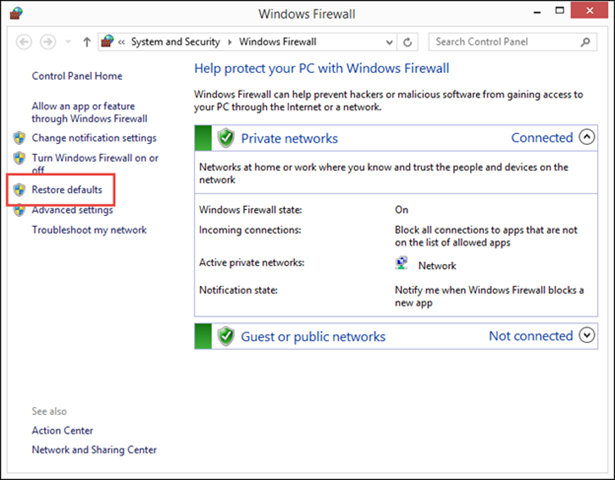 Windows Firewall
« System and Security Windows Firewall
Search Control Panel
Control Panel Home
Allow an app or feature
through Windows Firewall
Change notification settings
Turn Windows Firewall on or
off
Restore defaults
Advanced settings
Troubleshoot my network
See also
Action Center
Network and Sharing Center
Help protect your PC with Windows Firewall
Windows Firewall can help prevent hackers or malicious software from gaining access to
your PC through the Internet or a network.
Private networks Connected
Networks at home or work where you know and trust the people and devices on the
network
Windows Firewall state: On
Incoming connections: Block all connections to apps that are not
on the list of allowed apps
Active private networks: Network
Notification state: Notify me when Windows Firewall blocks a
new app
Guest or public networks Not connected